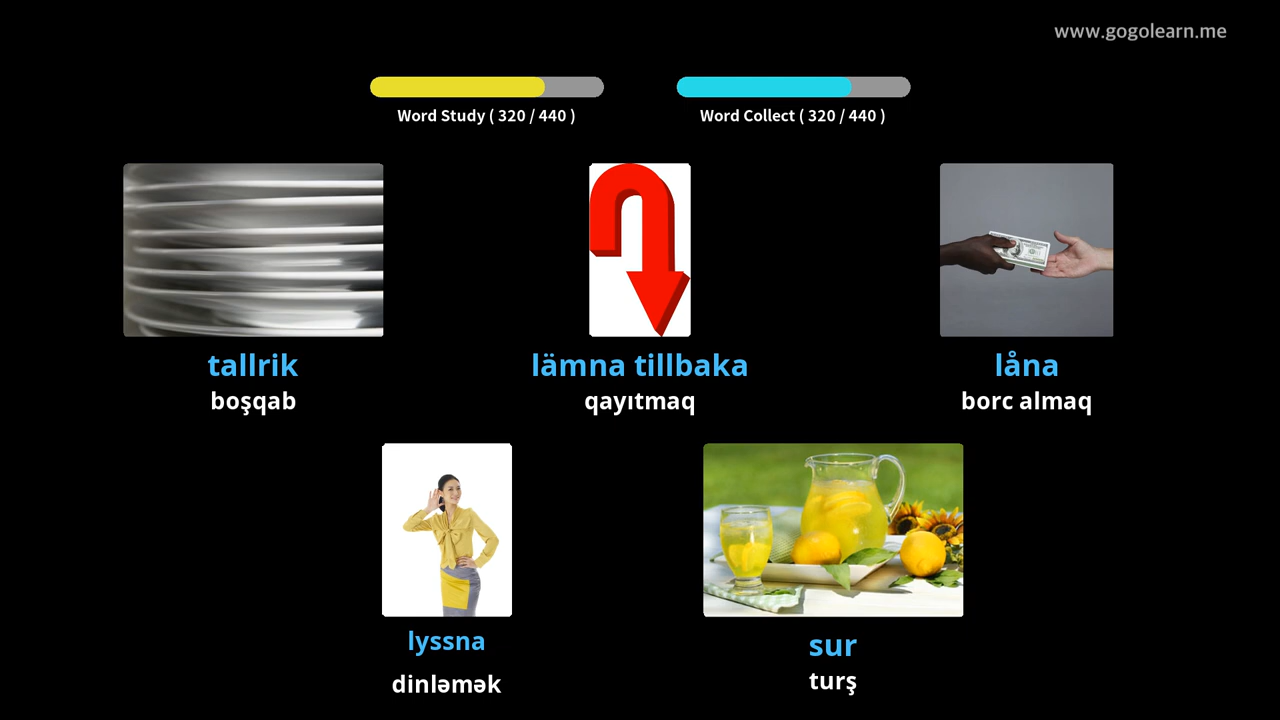 www.gogolearn.me
Word Study ( 320 / 440 )
Word Collect ( 320 / 440 )
tallrik
boşqab
lämna tillbaka
qayıtmaq
låna
borc almaq
lyssna
dinləmək
sur
turş